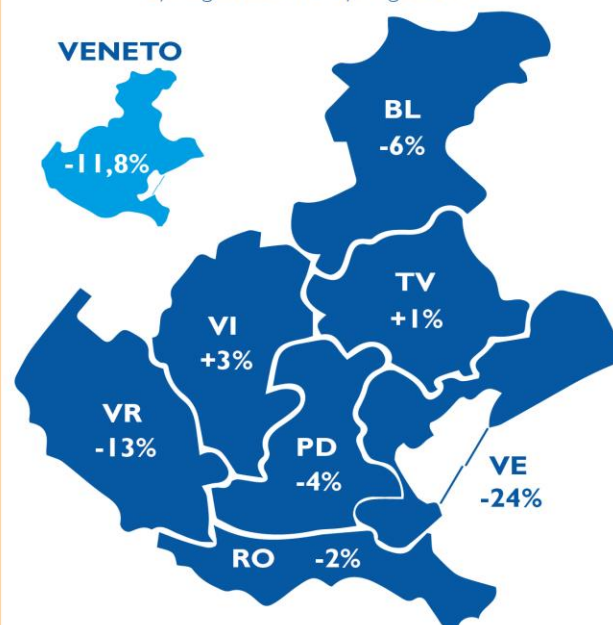 VENETO
-11,8%
BL
-6%
TV
+1%
VI
+3%
VR
-13%
PD
-4%
VE
-24%
RO -2%